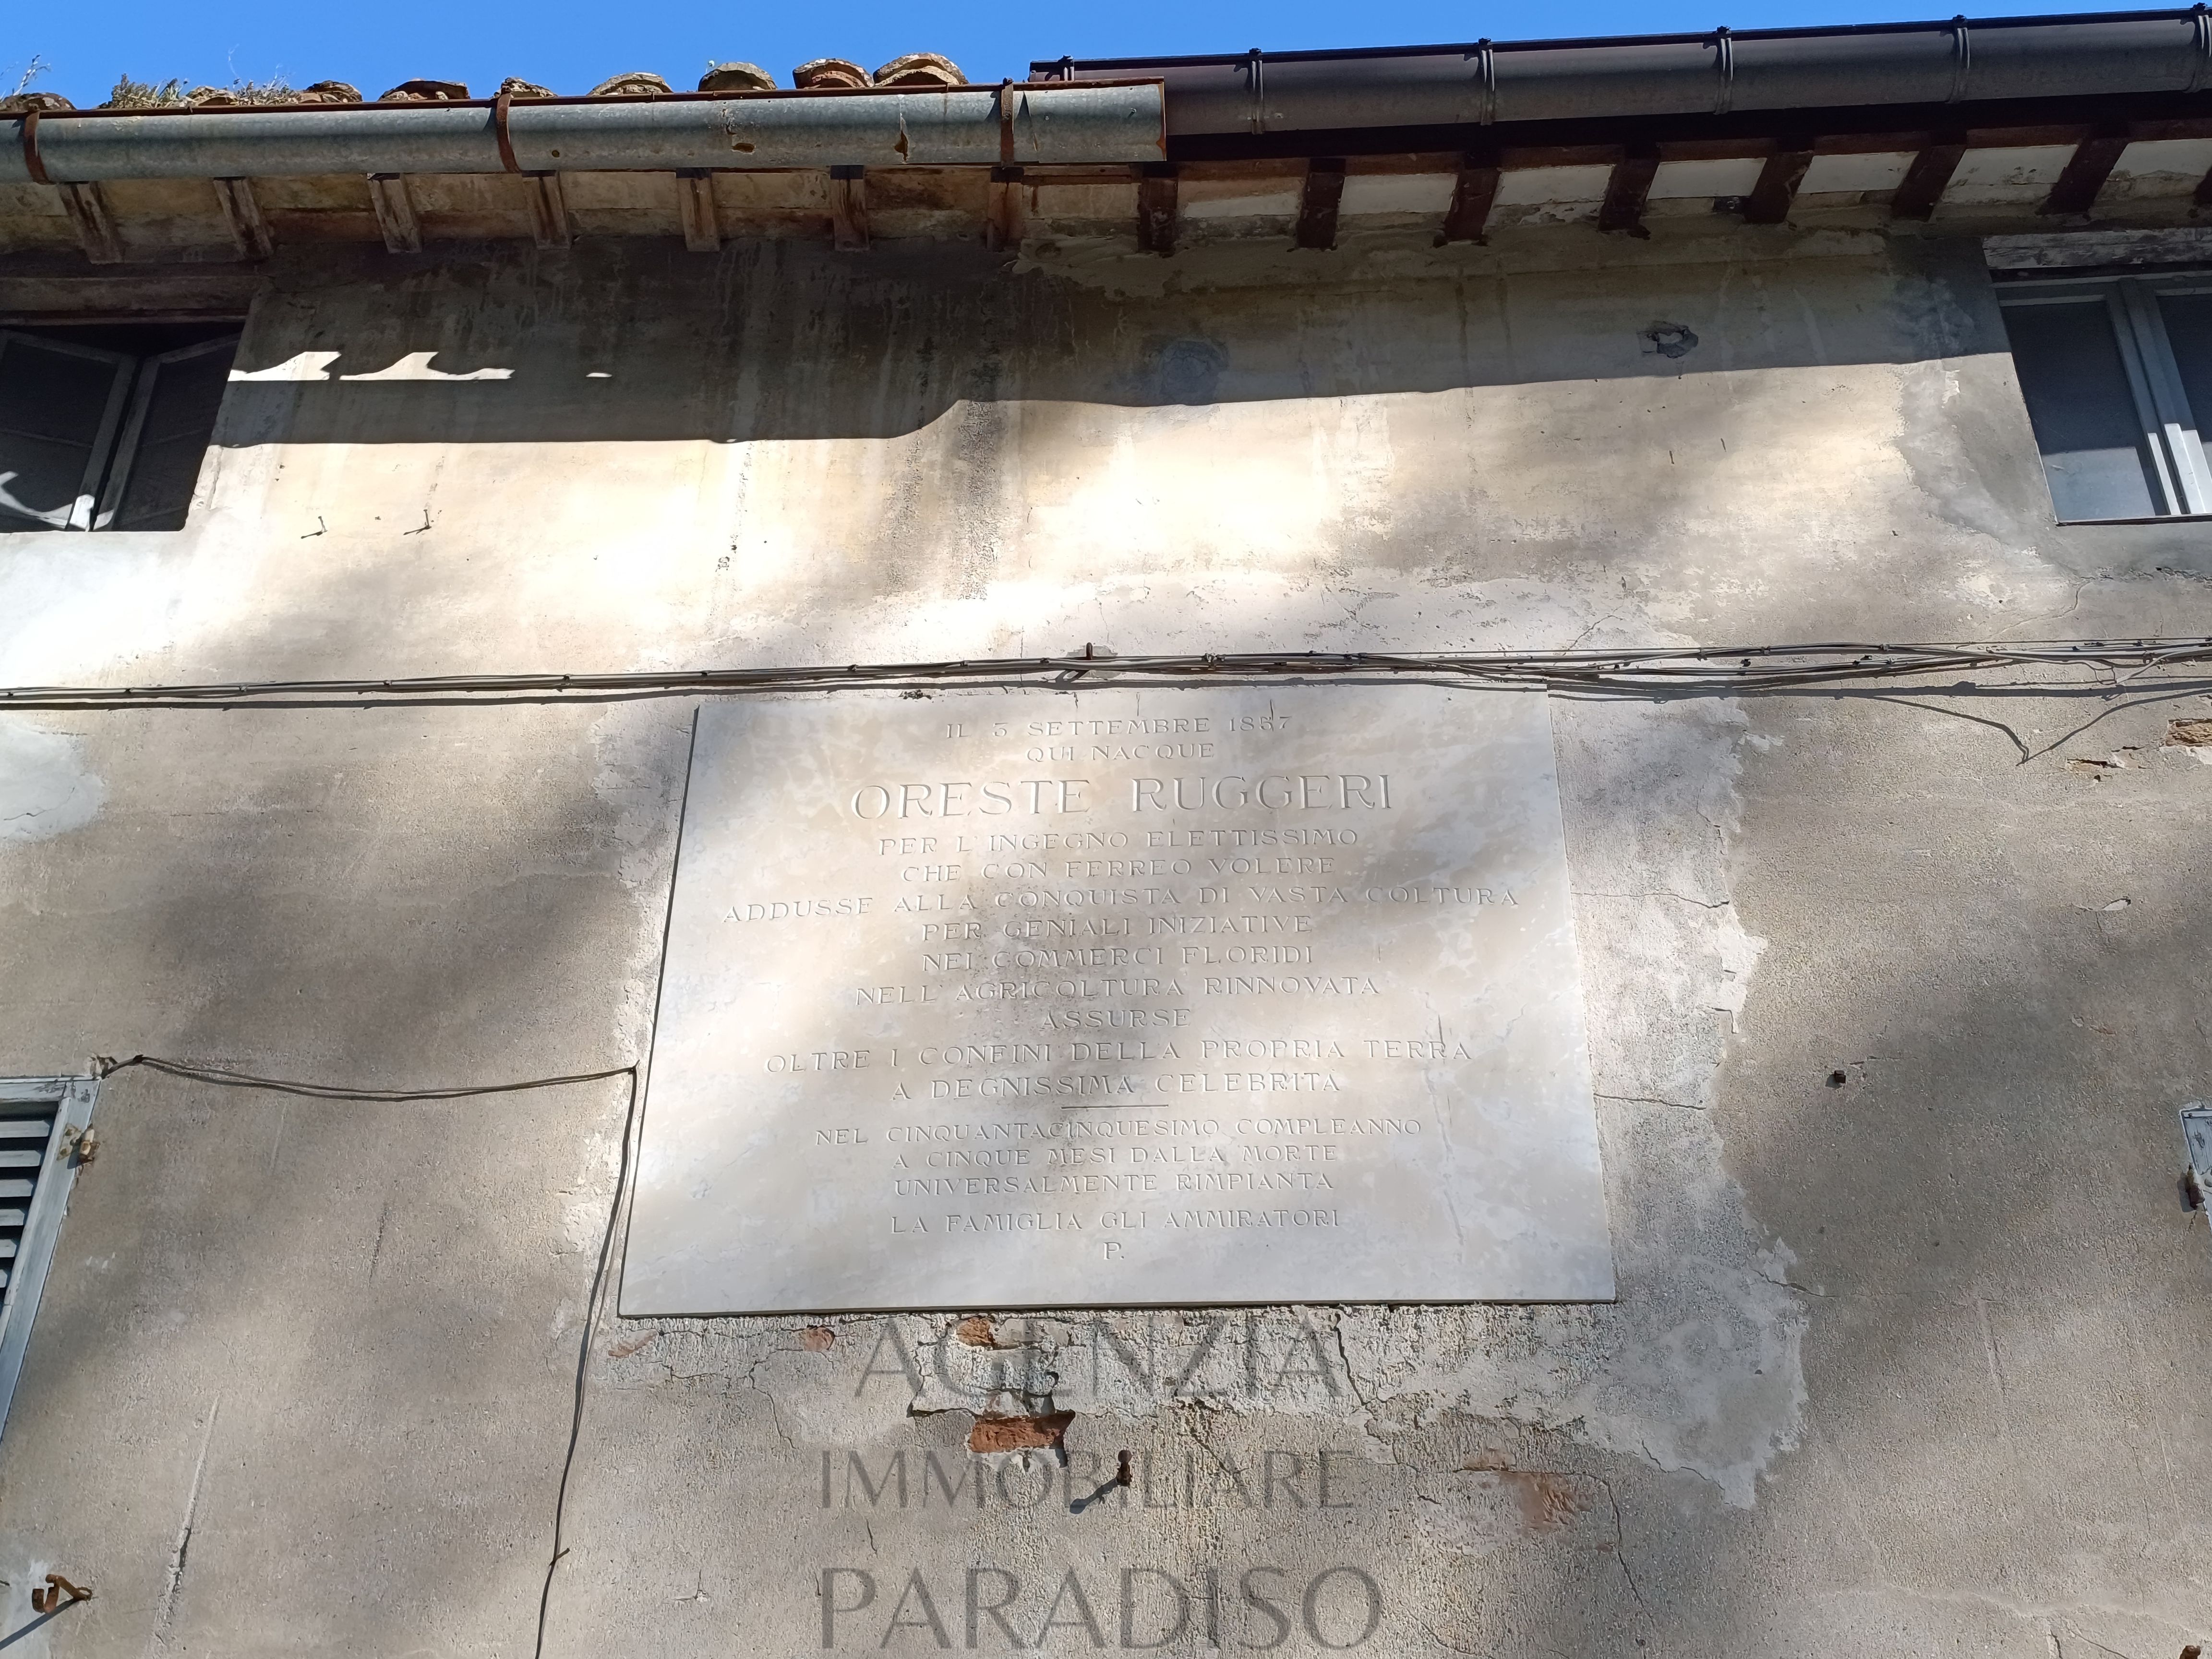 IL 5 SETTEMBRE 1857
QUI NACQUE
ORESTE RUGGERI
PER L'INGEGNO ELETTISSIMO
CHE CON FERREO VOLERE
ADDUSSE ALLA CONQUISTA DI VASTA COLTURA
PER GENIALI INIZIATIVE
NEI COMMERCI FLORIDI
NELL'AGRICOLTURA RINNOVATA
ASSURSE
OLTRE I CONFINI DELLA PROPRIA TERRA
A DEGNISSIMA CELEBRITA
NEL CINQUANTACINQUESIMO COMPLEANNO
A CINQUE MESI DALLA MORTE
UNIVERSALMENTE RIMPIANTA
LA FAMIGLIA GLI AMMIRATORI
P.
AGENZIA
IMMOBILIARE
PARADISO